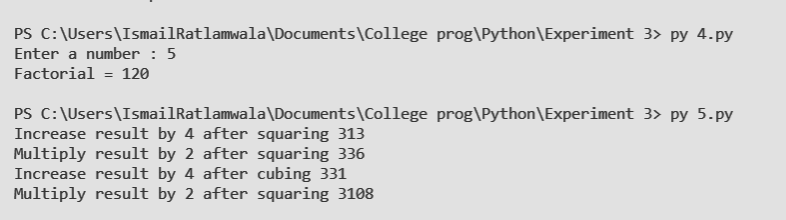 PS C:\Users\IsmailRatlamwala\Documents\College prog\Python\Experiment 3> py 4.py
Enter a number : 5
Factorial = 120
PS C:\Users\IsmailRatlamwala\Documents\College prog\Python\Experiment 3> py 5.py
Increase result by 4 after squaring 313
Multiply result by 2 after squaring 336
Increase result by 4 after cubing 331
Multiply result by 2 after squaring 3108